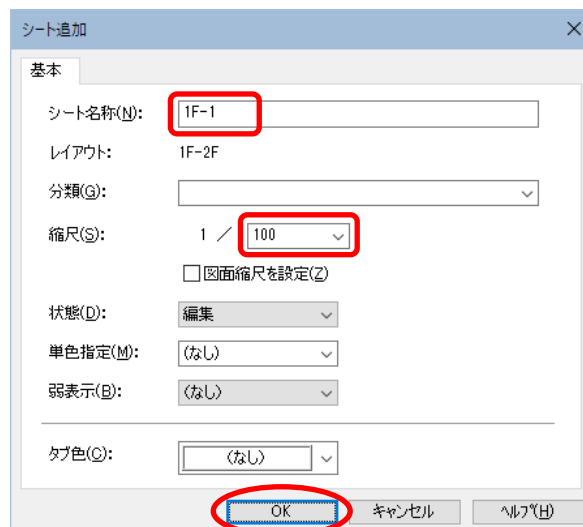 シート追加
基本
シート名称(N): 1F-1
レイアウト: 1F-2F
分類(G):
縮尺(S): 1 ／ 100
図面縮尺を設定(Z)
状態(D): 編集
単色指定(M): (なし)
弱表示(B): (なし)
タブ色(C): (なし)
OK キャンセル ヘルプ(H)